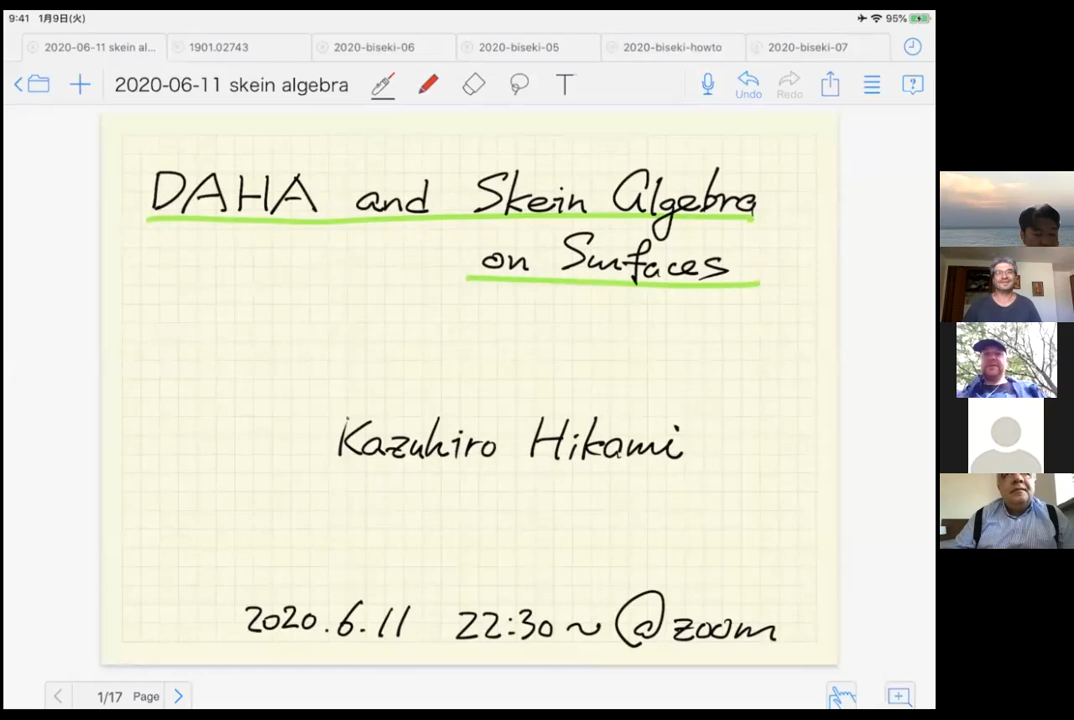 9:41 1月9日(火)
95%
2020-06-11 skein al...
1901.02743
2020-biseki-06
2020-biseki-05
2020-biseki-howto
2020-biseki-07
2020-06-11 skein algebra
T
Undo
Redo
DAHA and Skein Algebra
on Surfaces
Kazuhiro Hikami
2020.6.11 22:30~ @zoom
1/17 Page